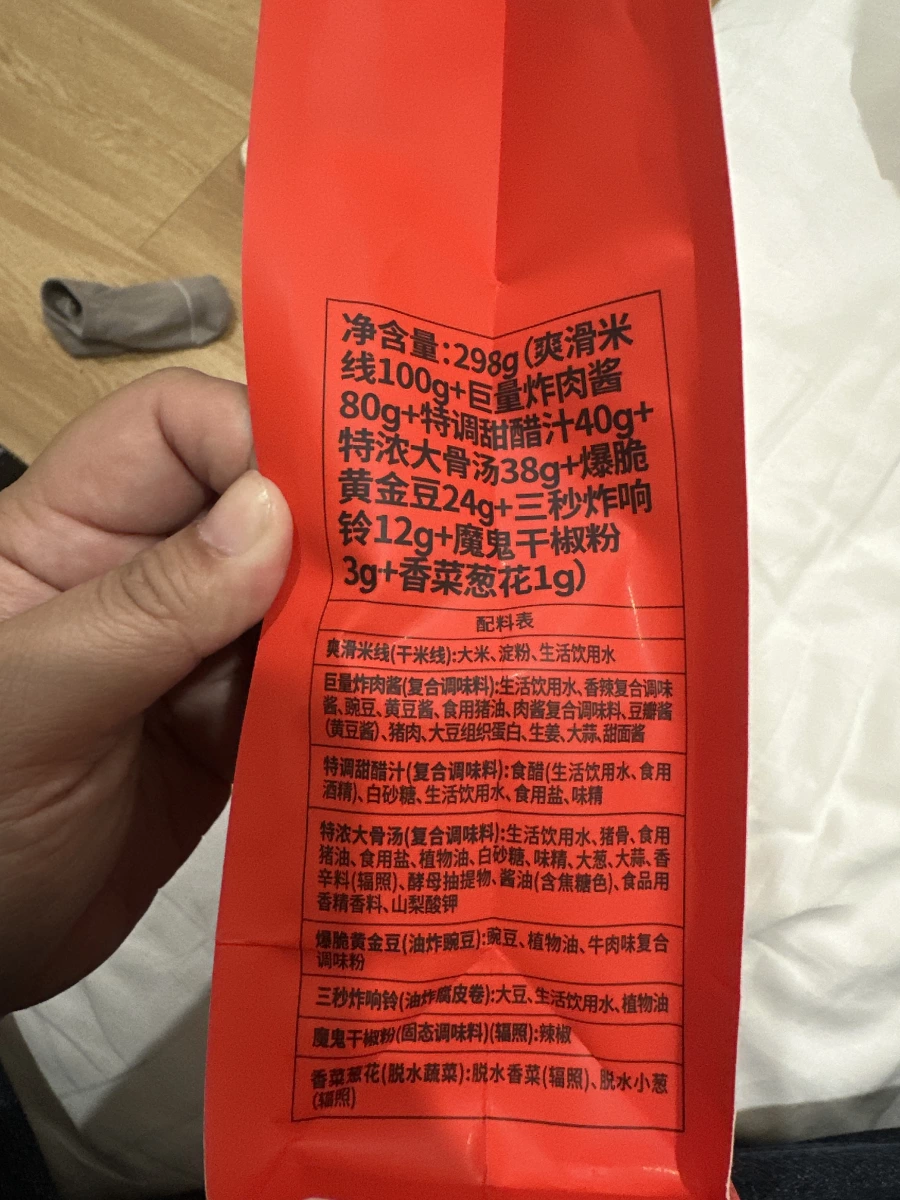 净含量:298g(爽滑米
线100g+巨量炸肉酱
80g+特调甜醋汁40g+
特浓大骨汤38g+爆脆
黄金豆24g+三秒炸响
铃12g+魔鬼干椒粉
3g+香菜葱花1g)
配料表
爽滑米线(干米线):大米、淀粉、生活饮用水
巨量炸肉酱(复合调味料):生活饮用水、香辣复合调味
酱、豌豆、黄豆酱、食用猪油、肉酱复合调味料、豆瓣酱
(黄豆酱)、猪肉、大豆组织蛋白、生姜、大蒜、甜面酱
特调甜醋汁(复合调味料):食醋(生活饮用水、食用
酒精)、白砂糖、生活饮用水、食用盐、味精
特浓大骨汤(复合调味料):生活饮用水、猪骨、食用
猪油、食用盐、植物油、白砂糖、味精、大葱、大蒜、香
辛料(辐照)、酵母抽提物、酱油(含焦糖色)、食品用
香精香料、山梨酸钾
爆脆黄金豆(油炸豌豆):豌豆、植物油、牛肉味复合
调味粉
三秒炸响铃(油炸腐皮卷):大豆、生活饮用水、植物油
魔鬼干椒粉(固态调味料)(辐照):辣椒
香菜葱花(脱水蔬菜):脱水香菜(辐照)、脱水小葱
(辐照)